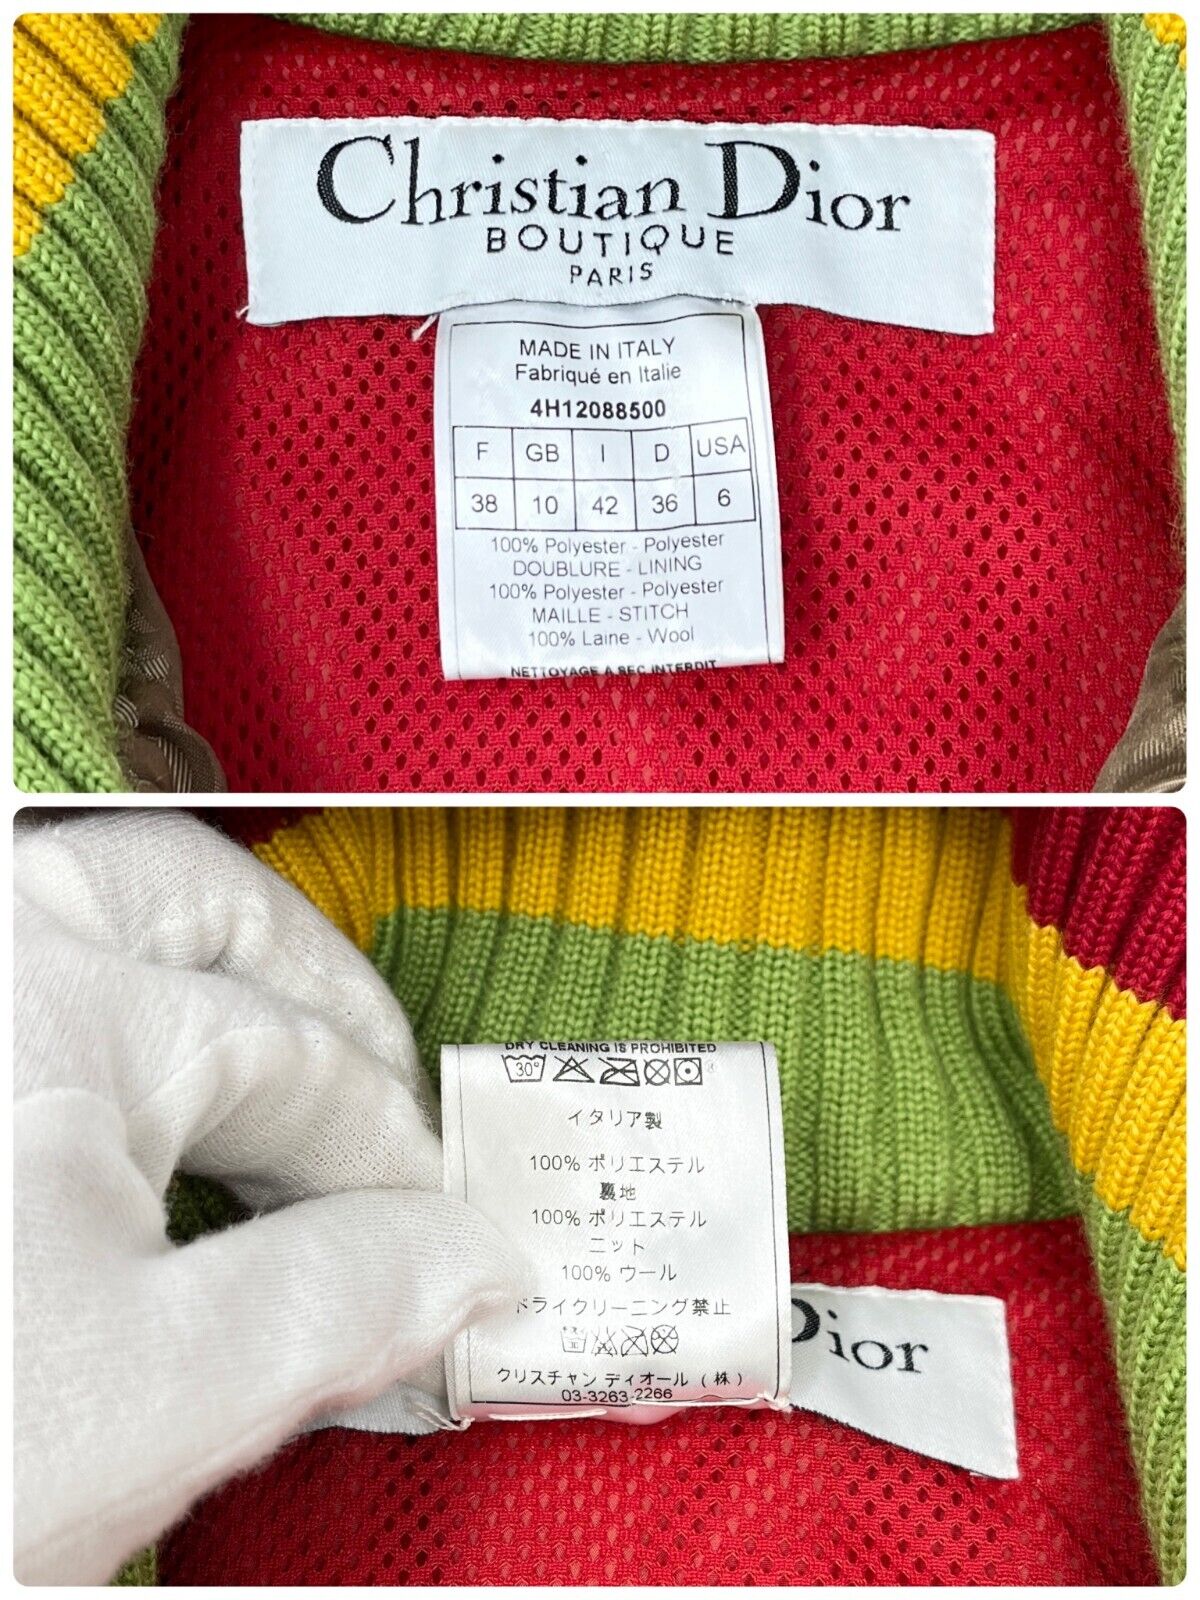 Christian Dior
BOUTIQUE
PARIS
MADE IN ITALY
Fabriqué en Italie
4H12088500
F GB I D USA
38 10 42 36 6
100% Polyester - Polyester
DOUBLURE - LINING
100% Polyester - Polyester
MAILLE - STITCH
100% Laine - Wool
NETTOYAGE A SEC INTERDIT
DRY CLEANING IS PROHIBITED
30°
イタリア製
100% ポリエステル
裏地
100% ポリエステル
ニット
100% ウール
ドライクリーニング禁止
クリスチャン ディオール (株)
03-3263-2266
Dior